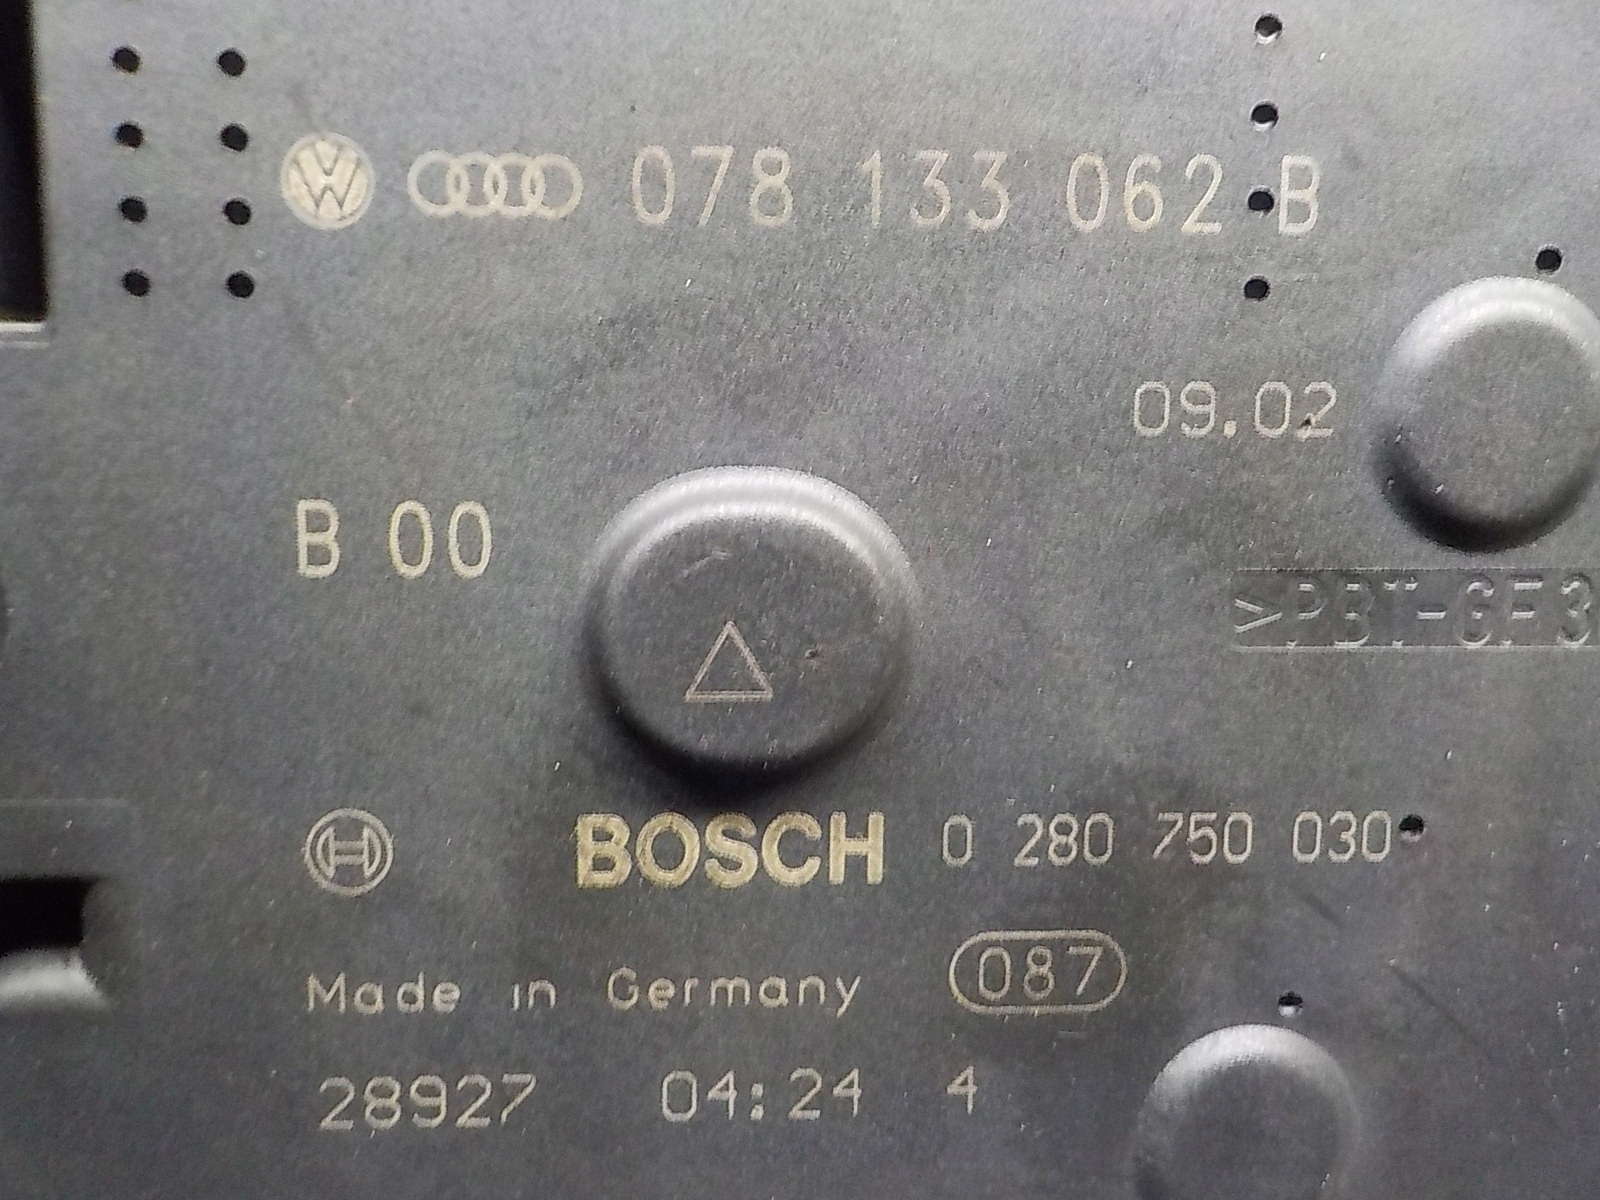 078 133 062 B
09.02
B 00
>PBT-GF3
BOSCH 0 280 750 030
Made in Germany 087
28927 04:24 4